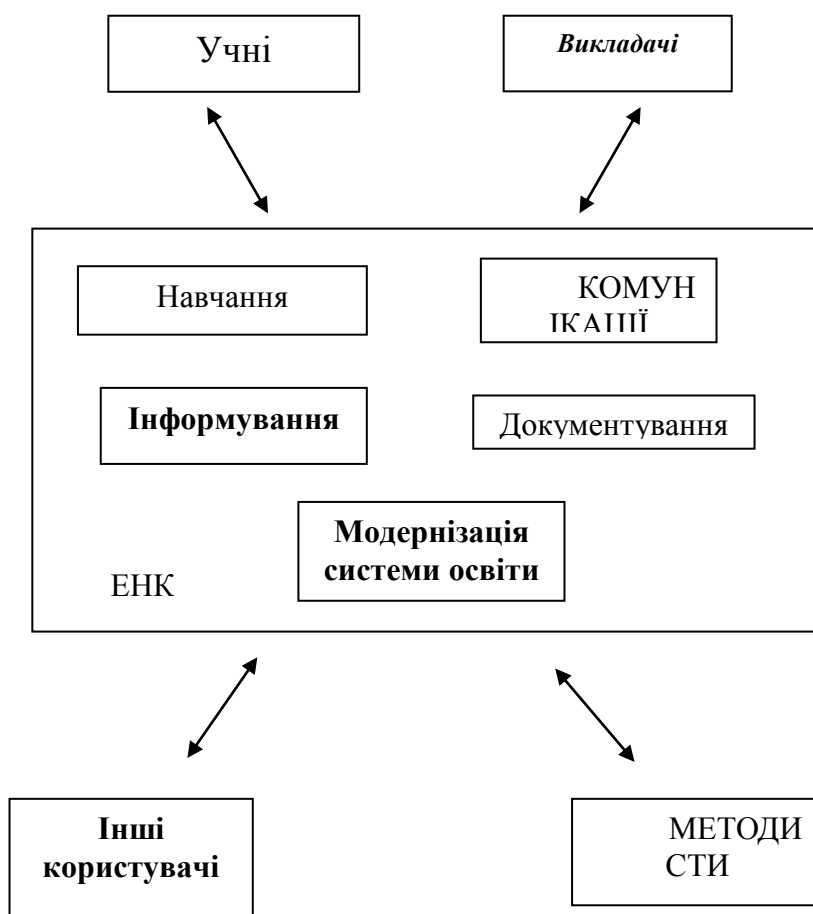 Учні
Викладачі
Навчання
КОМУН
ІКАЦІЇ
Інформування
Документування
Модернізація
системи освіти
ЕНК
Інші
користувачі
МЕТОДИ
СТИ